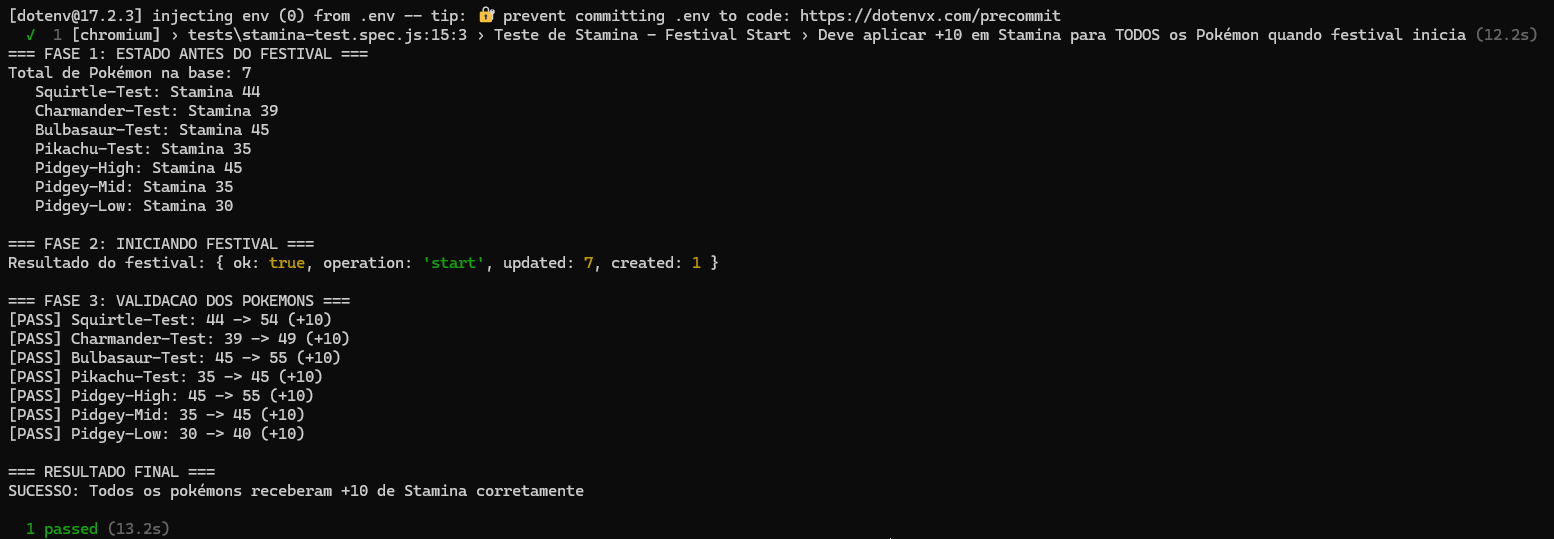 [dotenv@17.2.3] injecting env (0) from .env -- tip: 🔐 prevent committing .env to code: https://dotenvx.com/precommit
✓ 1 [chromium] › tests\stamina-test.spec.js:15:3 › Teste de Stamina - Festival Start › Deve aplicar +10 em Stamina para TODOS os Pokémon quando festival inicia (12.2s)
=== FASE 1: ESTADO ANTES DO FESTIVAL ===
Total de Pokémon na base: 7
Squirtle-Test: Stamina 44
Charmander-Test: Stamina 39
Bulbasaur-Test: Stamina 45
Pikachu-Test: Stamina 35
Pidgey-High: Stamina 45
Pidgey-Mid: Stamina 35
Pidgey-Low: Stamina 30
=== FASE 2: INICIANDO FESTIVAL ===
Resultado do festival: { ok: true, operation: 'start', updated: 7, created: 1 }
=== FASE 3: VALIDACAO DOS POKEMONS ===
[PASS] Squirtle-Test: 44 -> 54 (+10)
[PASS] Charmander-Test: 39 -> 49 (+10)
[PASS] Bulbasaur-Test: 45 -> 55 (+10)
[PASS] Pikachu-Test: 35 -> 45 (+10)
[PASS] Pidgey-High: 45 -> 55 (+10)
[PASS] Pidgey-Mid: 35 -> 45 (+10)
[PASS] Pidgey-Low: 30 -> 40 (+10)
=== RESULTADO FINAL ===
SUCESSO: Todos os pokémons receberam +10 de Stamina corretamente
1 passed (13.2s)